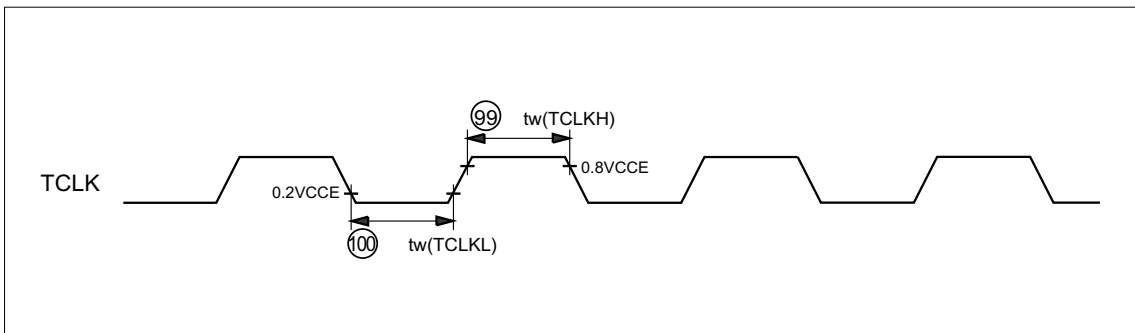 99 tw(TCLKH)
TCLK
0.8VCCE
0.2VCCE
100 tw(TCLKL)